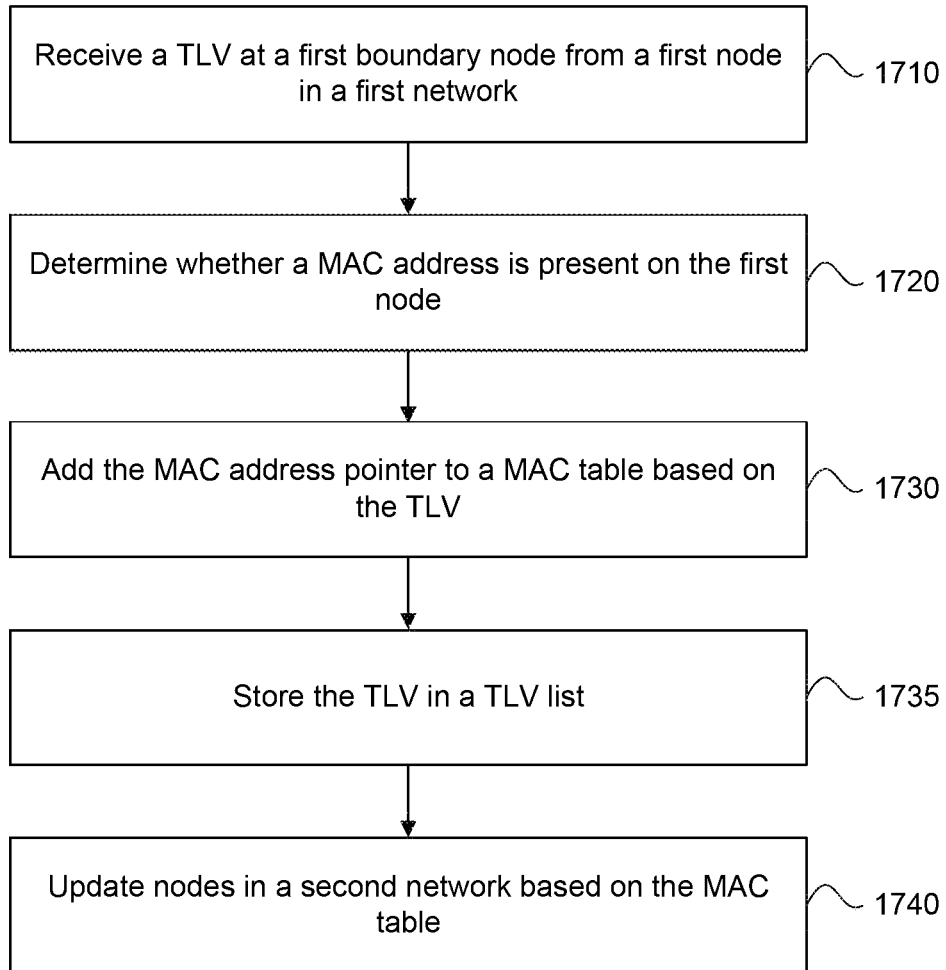 Receive a TLV at a first boundary node from a first node
in a first network
1710
Determine whether a MAC address is present on the first
node
1720
Add the MAC address pointer to a MAC table based on
the TLV
1730
Store the TLV in a TLV list
1735
Update nodes in a second network based on the MAC
table
1740